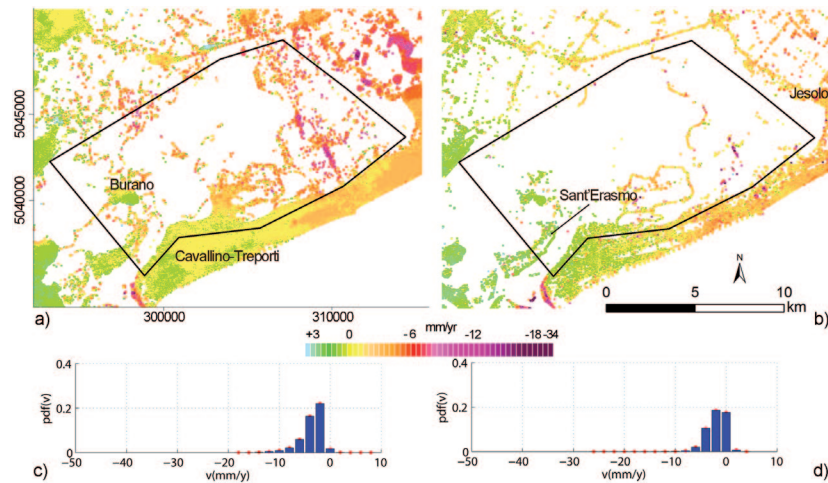 5045000
5040000
Burano
Cavallino-Treporti
a)
300000
310000
Jesolo
Sant'Erasmo
N
0 5 10
km
b)
mm/yr
+3 0 -6 -12 -18 -34
0.4
0.2
0
pdf(v)
−50 −40 −30 −20 −10 0 10
v(mm/y)
c)
0.4
0.2
0
pdf(v)
−50 −40 −30 −20 −10 0 10
v(mm/y)
d)